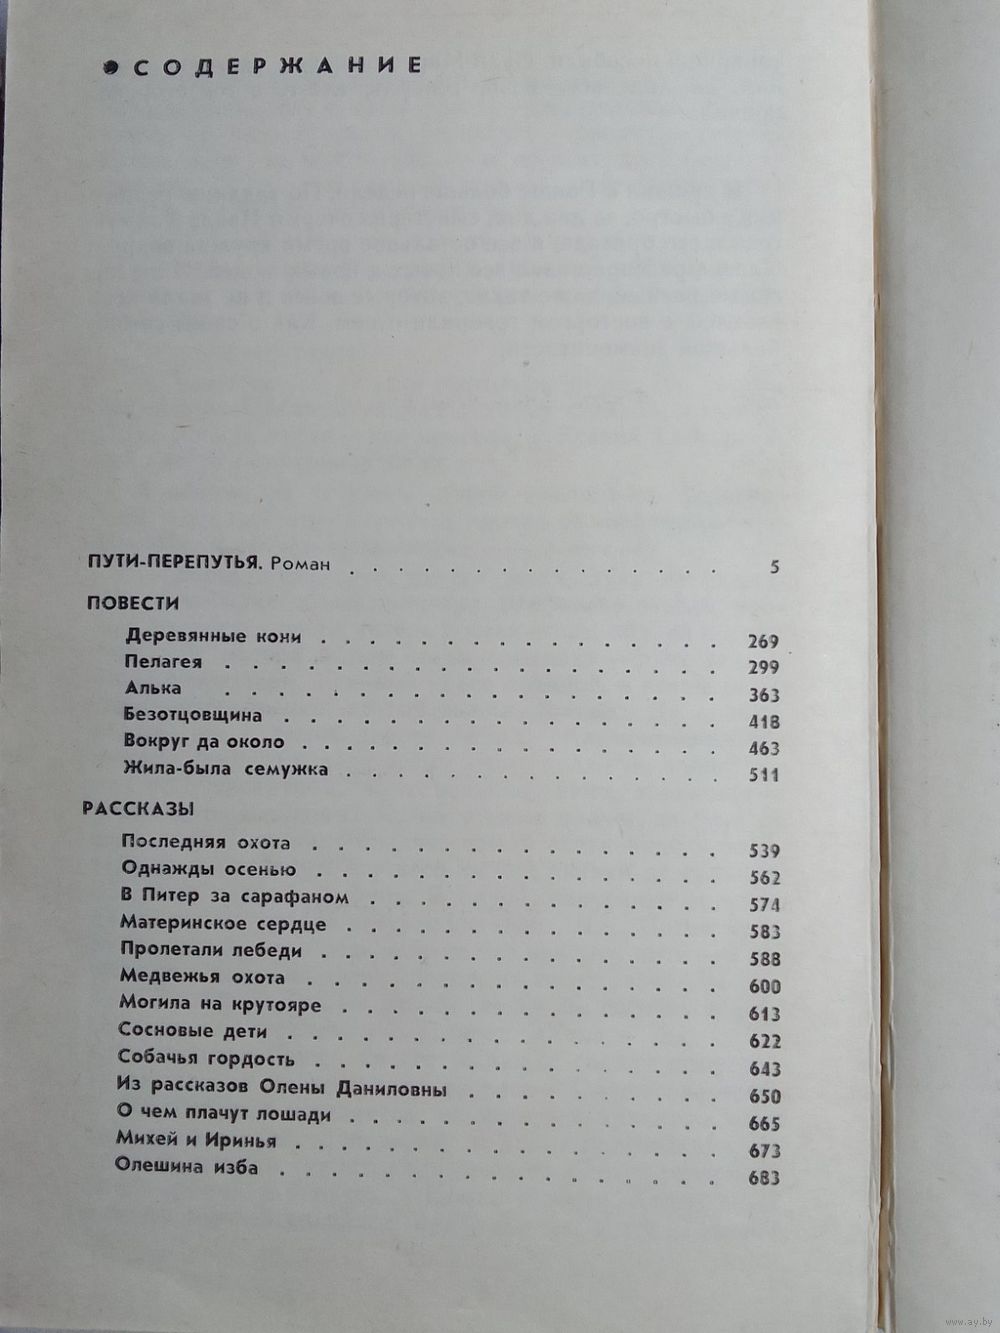 СОДЕРЖАНИЕ
ПУТИ-ПЕРЕПУТЬЯ. Роман . . . . . . . . . . . . . . . 5
ПОВЕСТИ
Деревянные кони . . . . . . . . . . . . . . . . 269
Пелагея . . . . . . . . . . . . . . . . . . . 299
Алька . . . . . . . . . . . . . . . . . . . 363
Безотцовщина . . . . . . . . . . . . . . . . . 418
Вокруг да около . . . . . . . . . . . . . . . . 463
Жила-была семужка . . . . . . . . . . . . . . . 511
РАССКАЗЫ
Последняя охота . . . . . . . . . . . . . . . . 539
Однажды осенью . . . . . . . . . . . . . . . . 562
В Питер за сарафаном . . . . . . . . . . . . . . 574
Материнское сердце . . . . . . . . . . . . . . . 583
Пролетали лебеди . . . . . . . . . . . . . . . . 588
Медвежья охота . . . . . . . . . . . . . . . . 600
Могила на крутояре . . . . . . . . . . . . . . . 613
Сосновые дети . . . . . . . . . . . . . . . . . 622
Собачья гордость . . . . . . . . . . . . . . . . 643
Из рассказов Олены Даниловны . . . . . . . . . . 650
О чем плачут лошади . . . . . . . . . . . . . . . 665
Михей и Иринья . . . . . . . . . . . . . . . . 673
Олешина изба . . . . . . . . . . . . . . . . . 683
www.ay.by